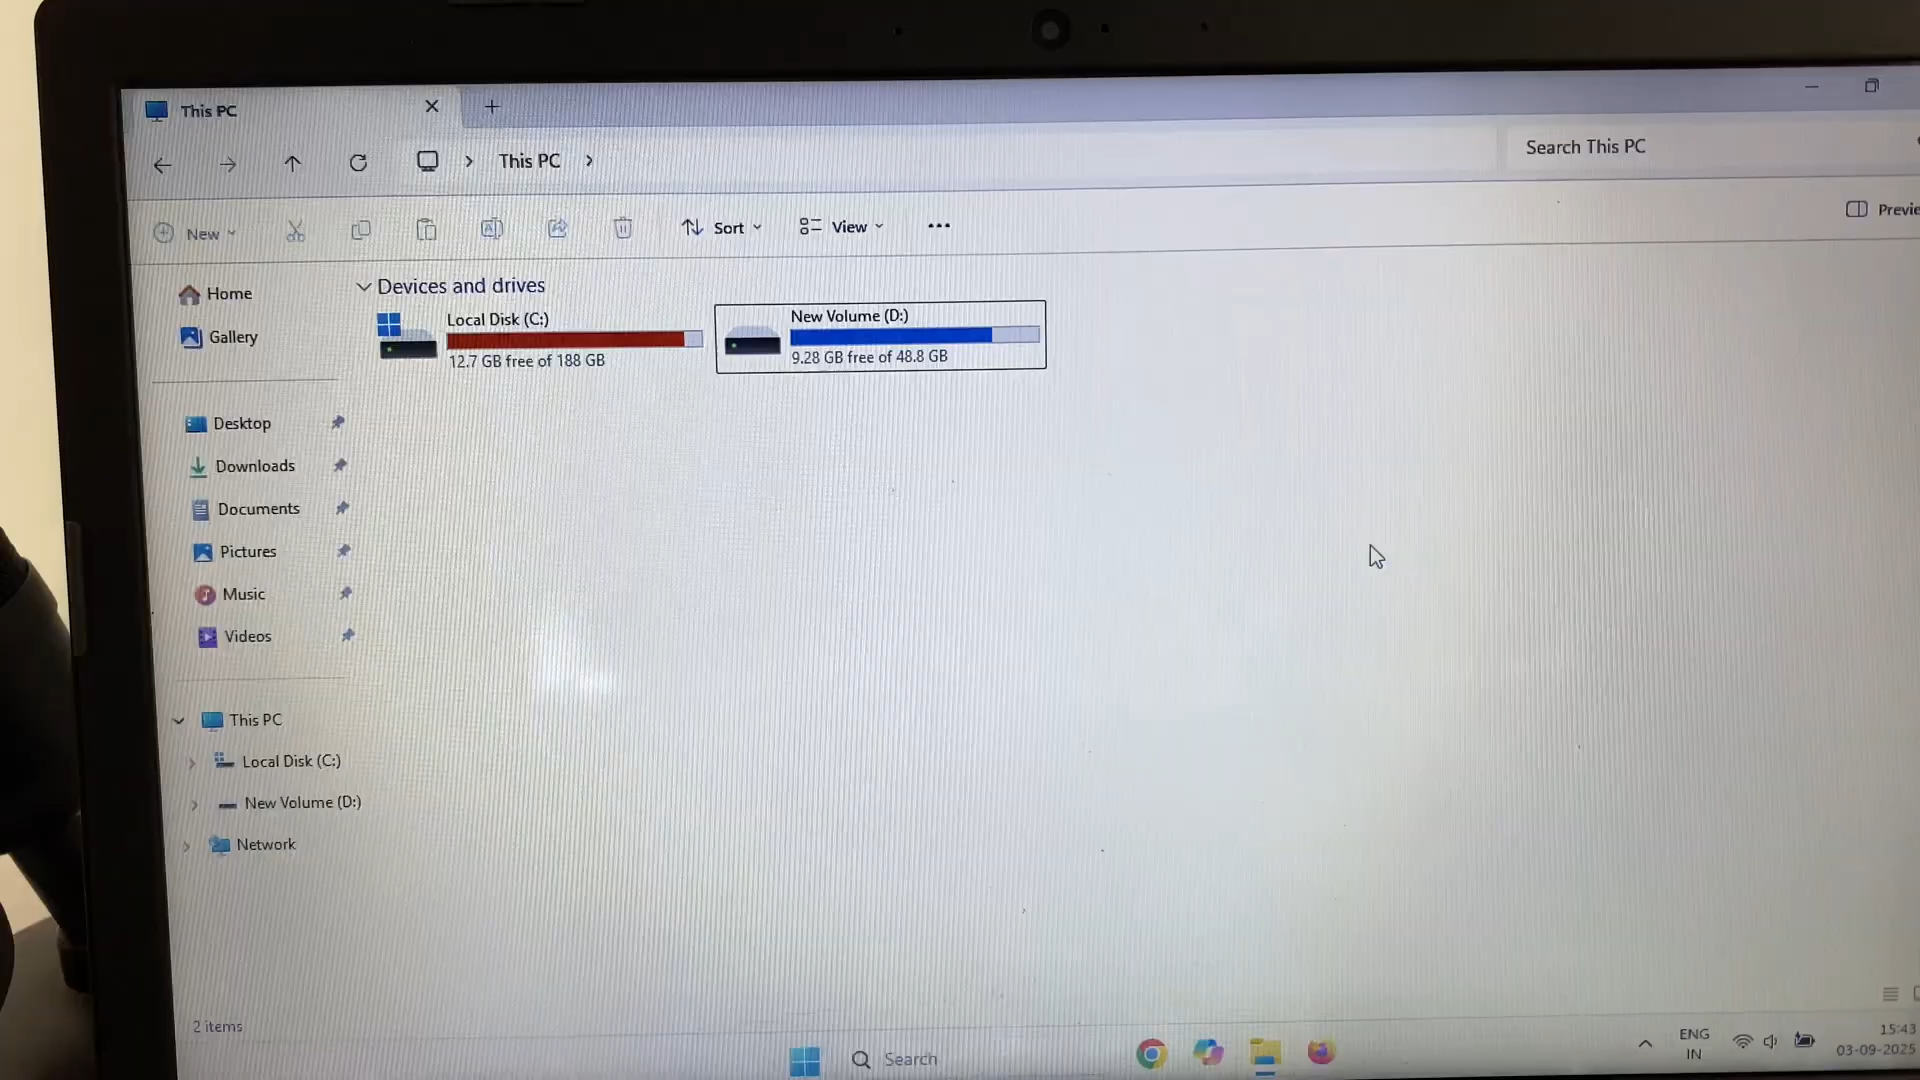 This PC
This PC
Search This PC
New
Sort
View
Home
Gallery
Devices and drives
Local Disk (C:)
12.7 GB free of 188 GB
New Volume (D:)
9.28 GB free of 48.8 GB
Desktop
Downloads
Documents
Pictures
Music
Videos
This PC
Local Disk (C:)
New Volume (D:)
Network
2 items
Search
ENG
IN
15:43
03-09-2025